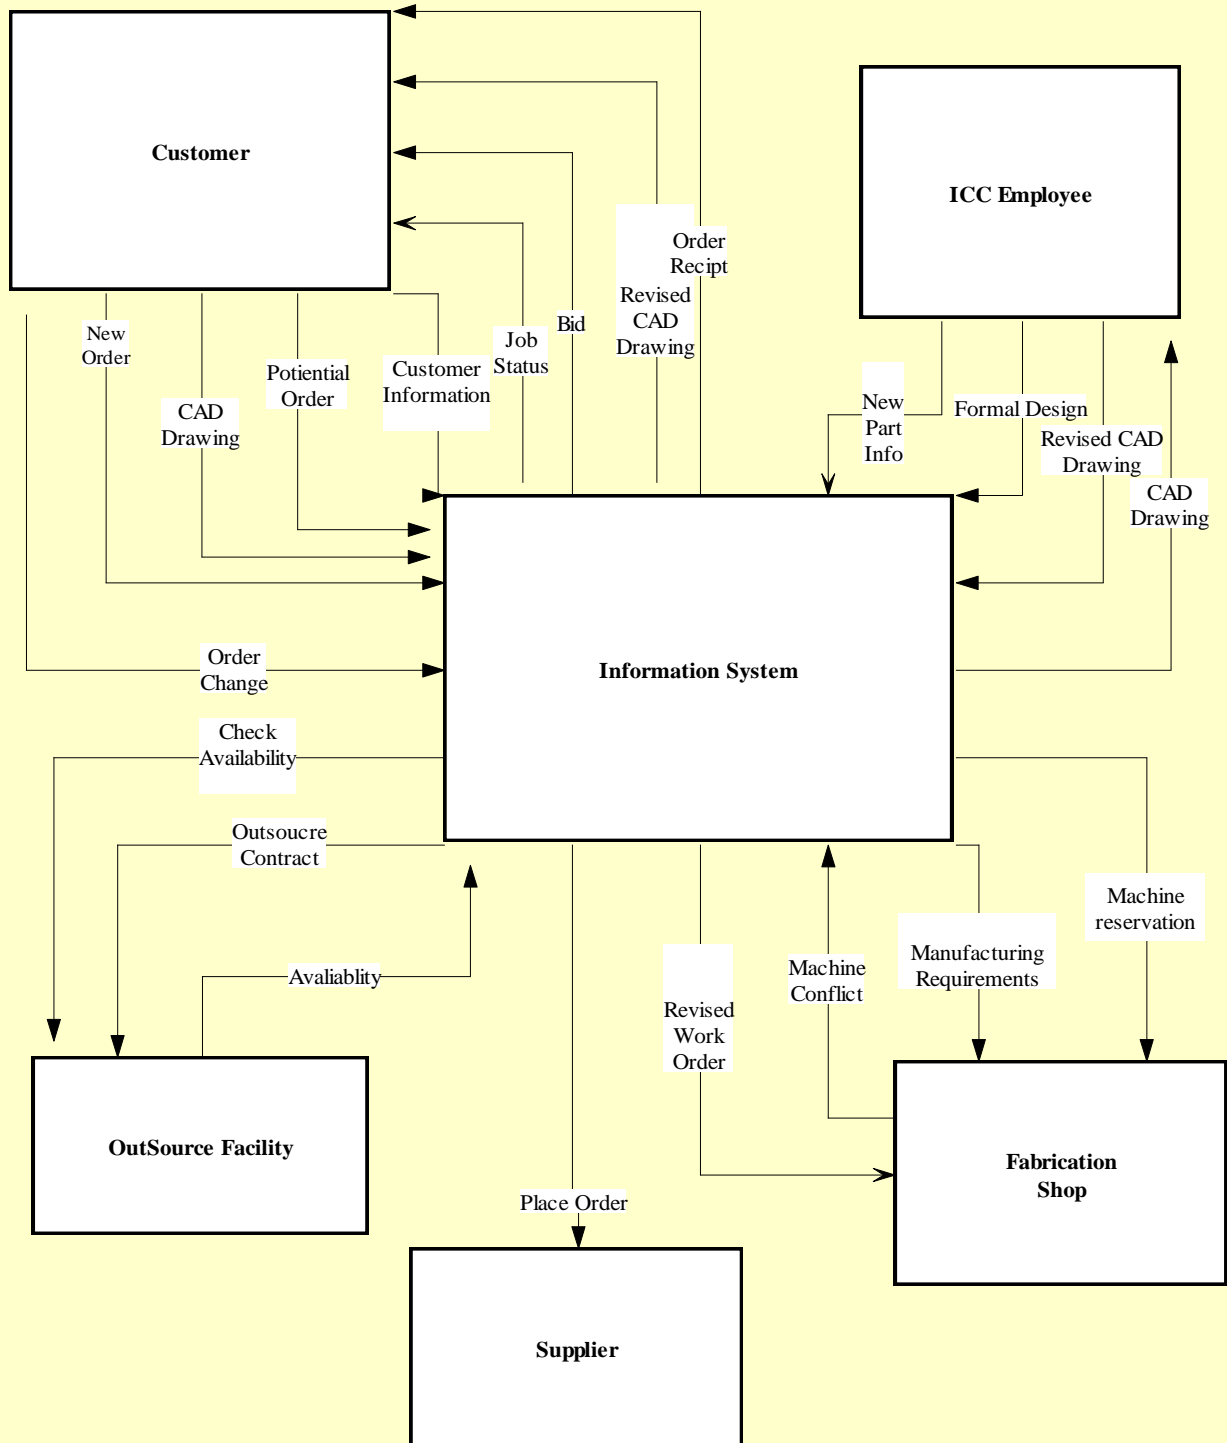 Customer
ICC Employee
Order
Recipt
Revised
CAD
Drawing
Bid
Job
Status
New
Order
Potiential
Order
Customer
Information
CAD
Drawing
New
Part
Info
Formal Design
Revised CAD
Drawing
CAD
Drawing
Order
Change
Information System
Check
Availability
Outsoucre
Contract
Avaliablity
Machine
reservation
Manufacturing
Requirements
Machine
Conflict
Revised
Work
Order
OutSource Facility
Fabrication
Shop
Place Order
Supplier